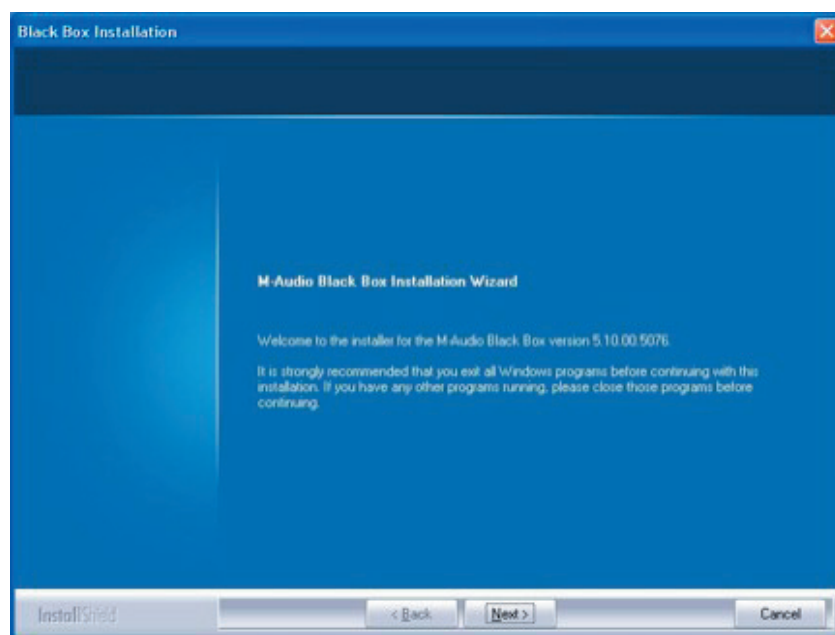 Black Box Installation
M-Audio Black Box Installation Wizard
Welcome to the installer for the M-Audio Black Box version 5.10.00.5076
It is strongly recommended that you exit all Windows programs before continuing with this
installation. If you have any other programs running, please close those programs before
continuing.
InstallShield
< Back
Next >
Cancel